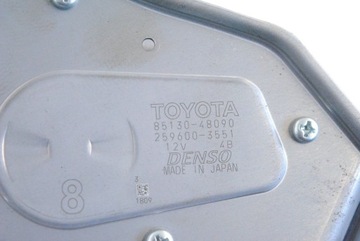 TOYOTA
85130-48090
259600-3551
12V 4B
DENSO
MADE IN JAPAN
8
1809